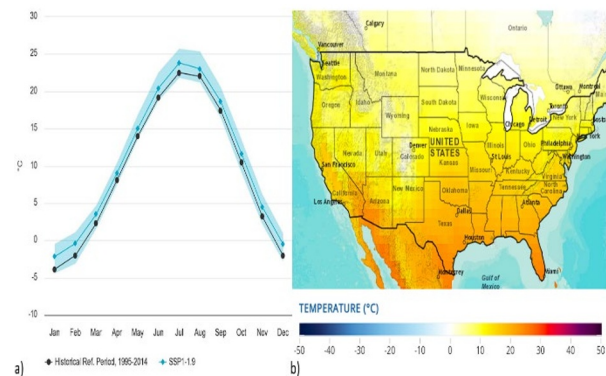 30
25
20
15
10
5
0
-5
-10
°C
Jan Feb Mar Apr May Jun Jul Aug Sep Oct Nov Dec
Historical Ref. Period, 1995-2014 SSP1-1.9
a)
Calgary
Ontario
Vancouver
Seattle
Washington
Montana
North Dakota
Minnesota
Ottawa
Montreal
Oregon
Idaho
South Dakota
Wisconsin
Toronto
Wyoming
Chicago
Detroit
New York
Nebraska
Iowa
Nevada
Utah
Denver
Colorado
UNITED
STATES
Illinois
Ohio
Philadelphia
Kansas
St Louis
Washington
San Francisco
Missouri
Kentucky
Virginia
California
Los Angeles
Arizona
New Mexico
Oklahoma
Tennessee
North
Carolina
Atlanta
Dallas
Texas
Houston
Monterrey
Gulf of
Mexico
Miami
TEMPERATURE (°C)
-50 -40 -30 -20 -10 0 10 20 30 40 50
b)